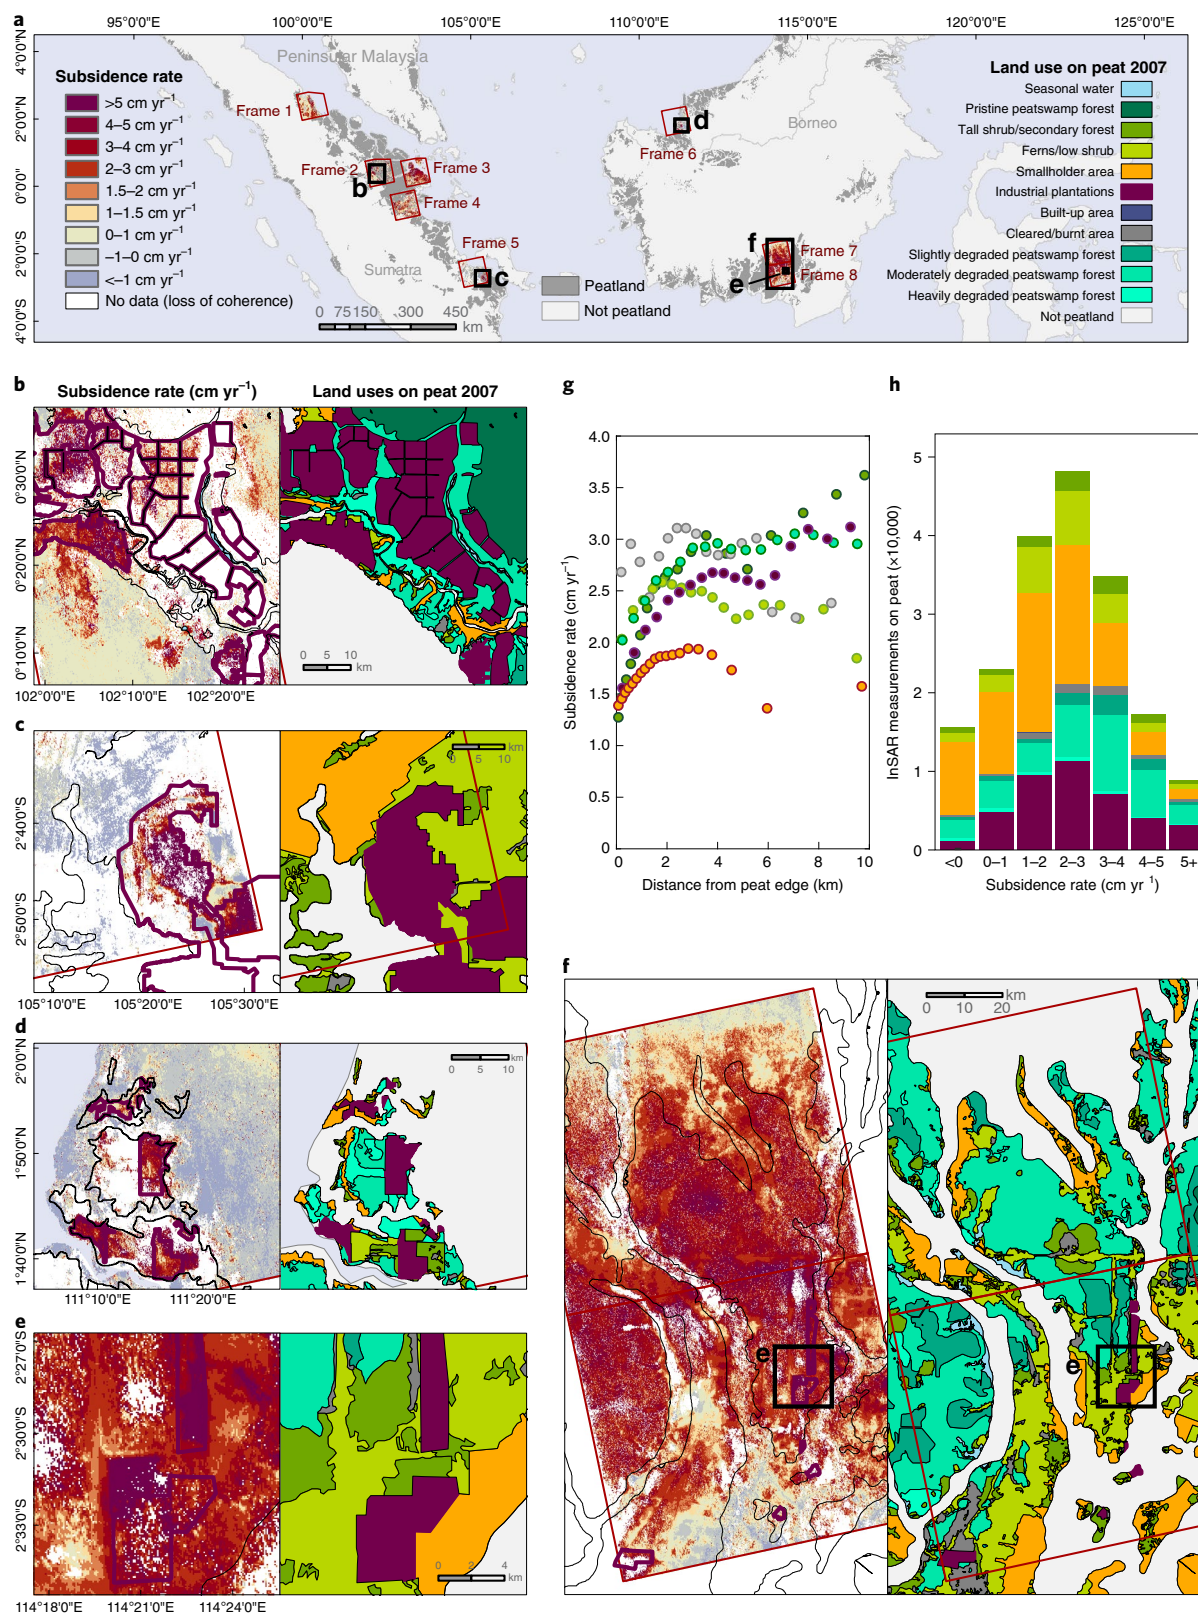 a
95°0'0"E 100°0'0"E 105°0'0"E 110°0'0"E 115°0'0"E 120°0'0"E 125°0'0"E
4°0'0"N
2°0'0"N
0°0'0"
2°0'0"S
4°0'0"S
Subsidence rate
>5 cm yr⁻¹
4–5 cm yr⁻¹
3–4 cm yr⁻¹
2–3 cm yr⁻¹
1.5–2 cm yr⁻¹
1–1.5 cm yr⁻¹
0–1 cm yr⁻¹
−1–0 cm yr⁻¹
<−1 cm yr⁻¹
No data (loss of coherence)
Peninsular Malaysia
Borneo
Sumatra
Frame 1
Frame 2
Frame 3
Frame 4
Frame 5
Frame 6
Frame 7
Frame 8
b
c
d
e
f
0 75 150 300 450
km
Peatland
Not peatland
Land use on peat 2007
Seasonal water
Pristine peatswamp forest
Tall shrub/secondary forest
Ferns/low shrub
Smallholder area
Industrial plantations
Built-up area
Cleared/burnt area
Slightly degraded peatswamp forest
Moderately degraded peatswamp forest
Heavily degraded peatswamp forest
Not peatland
b
Subsidence rate (cm yr⁻¹) Land uses on peat 2007
0°30'0"N
0°20'0"N
0°10'0"N
0 5 10
km
102°0'0"E 102°10'0"E 102°20'0"E
c
2°40'0"S
2°50'0"S
0 5 10
km
105°10'0"E 105°20'0"E 105°30'0"E
d
2°0'0"N
1°50'0"N
1°40'0"N
0 5 10
km
111°10'0"E 111°20'0"E
e
2°27'0"S
2°30'0"S
2°33'0"S
0 2 4
km
114°18'0"E 114°21'0"E 114°24'0"E
g
Subsidence rate (cm yr⁻¹)
4.0
3.5
3.0
2.5
2.0
1.5
1.0
0.5
0
0 2 4 6 8 10
Distance from peat edge (km)
h
InSAR measurements on peat (×10,000)
5
4
3
2
1
0
<0 0–1 1–2 2–3 3–4 4–5 5+
Subsidence rate (cm yr⁻¹)
f
km
0 10 20
e
e